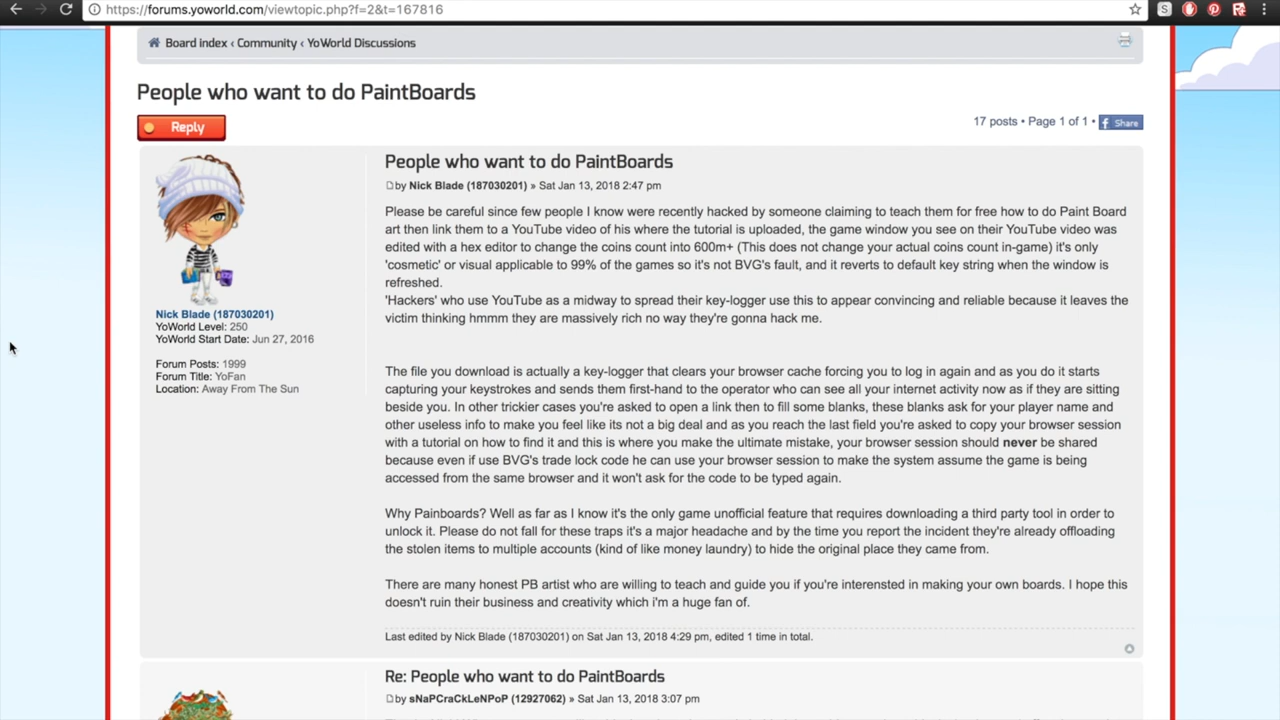 https://forums.yoworld.com/viewtopic.php?f=2&t=167816
S
Board index ‹ Community ‹ YoWorld Discussions
People who want to do PaintBoards
Reply
17 posts • Page 1 of 1 •
f Share
People who want to do PaintBoards
by Nick Blade (187030201) » Sat Jan 13, 2018 2:47 pm
Please be careful since few people I know were recently hacked by someone claiming to teach them for free how to do Paint Board
art then link them to a YouTube video of his where the tutorial is uploaded, the game window you see on their YouTube video was
edited with a hex editor to change the coins count into 600m+ (This does not change your actual coins count in-game) it's only
'cosmetic' or visual applicable to 99% of the games so it's not BVG's fault, and it reverts to default key string when the window is
refreshed.
'Hackers' who use YouTube as a midway to spread their key-logger use this to appear convincing and reliable because it leaves the
victim thinking hmmm they are massively rich no way they're gonna hack me.
Nick Blade (187030201)
YoWorld Level: 250
YoWorld Start Date: Jun 27, 2016
Forum Posts: 1999
Forum Title: YoFan
Location: Away From The Sun
The file you download is actually a key-logger that clears your browser cache forcing you to log in again and as you do it starts
capturing your keystrokes and sends them first-hand to the operator who can see all your internet activity now as if they are sitting
beside you. In other trickier cases you're asked to open a link then to fill some blanks, these blanks ask for your player name and
other useless info to make you feel like its not a big deal and as you reach the last field you're asked to copy your browser session
with a tutorial on how to find it and this is where you make the ultimate mistake, your browser session should never be shared
because even if use BVG's trade lock code he can use your browser session to make the system assume the game is being
accessed from the same browser and it won't ask for the code to be typed again.
Why Painboards? Well as far as I know it's the only game unofficial feature that requires downloading a third party tool in order to
unlock it. Please do not fall for these traps it's a major headache and by the time you report the incident they're already offloading
the stolen items to multiple accounts (kind of like money laundry) to hide the original place they came from.
There are many honest PB artist who are willing to teach and guide you if you're interensted in making your own boards. I hope this
doesn't ruin their business and creativity which i'm a huge fan of.
Last edited by Nick Blade (187030201) on Sat Jan 13, 2018 4:29 pm, edited 1 time in total.
Re: People who want to do PaintBoards
by sNaPCraCkLeNPoP (12927062) » Sat Jan 13, 2018 3:07 pm